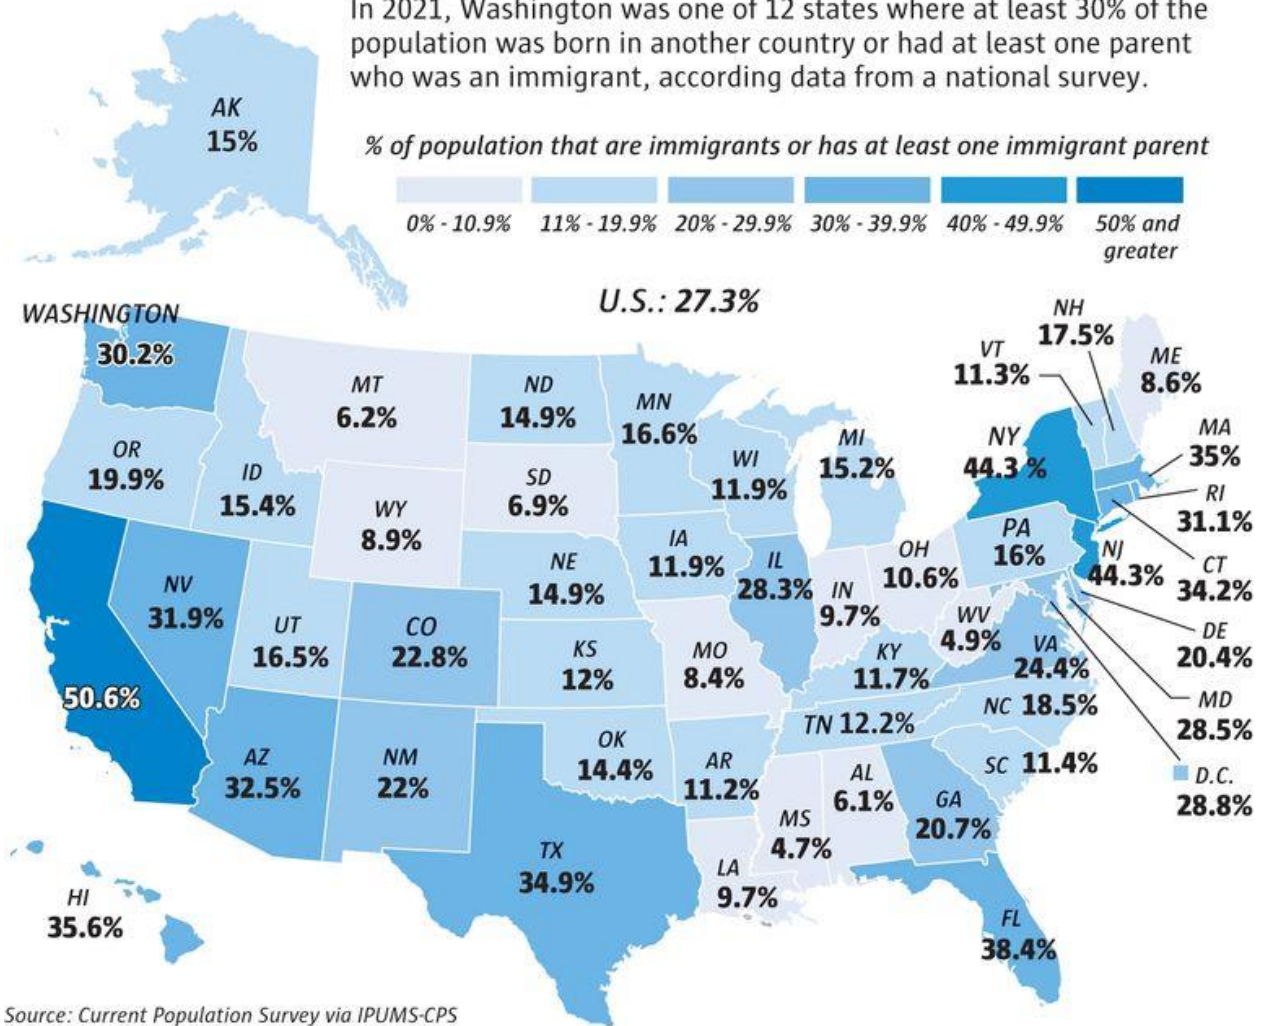 In 2021, Washington was one of 12 states where at least 30% of the
population was born in another country or had at least one parent
who was an immigrant, according data from a national survey.
% of population that are immigrants or has at least one immigrant parent
0% - 10.9%
11% - 19.9%
20% - 29.9%
30% - 39.9%
40% - 49.9%
50% and
greater
U.S.: 27.3%
AK
15%
WASHINGTON
30.2%
OR
19.9%
ID
15.4%
MT
6.2%
WY
8.9%
ND
14.9%
SD
6.9%
MN
16.6%
WI
11.9%
MI
15.2%
VT
11.3%
NH
17.5%
ME
8.6%
NY
44.3 %
MA
35%
RI
31.1%
CT
34.2%
NJ
44.3%
PA
16%
OH
10.6%
IN
9.7%
IL
28.3%
IA
11.9%
NE
14.9%
NV
31.9%
UT
16.5%
CO
22.8%
KS
12%
MO
8.4%
KY
11.7%
WV
4.9%
VA
24.4%
DE
20.4%
MD
28.5%
D.C.
28.8%
50.6%
AZ
32.5%
NM
22%
OK
14.4%
AR
11.2%
TN 12.2%
NC 18.5%
SC 11.4%
MS
4.7%
AL
6.1%
GA
20.7%
TX
34.9%
LA
9.7%
FL
38.4%
HI
35.6%
Source: Current Population Survey via IPUMS-CPS